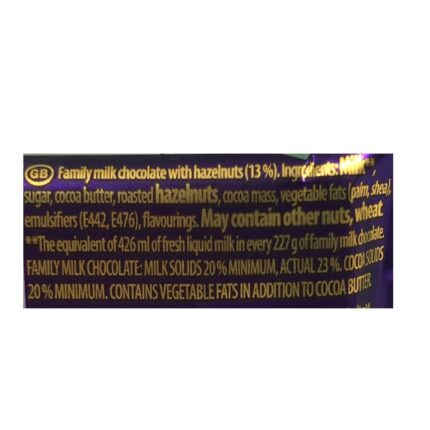 GB Family milk chocolate with hazelnuts (13 %). Ingredients: Milk**,
sugar, cocoa butter, roasted hazelnuts, cocoa mass, vegetable fats (palm, shea),
emulsifiers (E442, E476), flavourings. May contain other nuts, wheat
**The equivalent of 426 ml of fresh liquid milk in every 227 g of family milk chocolate.
FAMILY MILK CHOCOLATE: MILK SOLIDS 20 % MINIMUM, ACTUAL 23 %. COCOA SOLIDS
20 % MINIMUM. CONTAINS VEGETABLE FATS IN ADDITION TO COCOA BUTTER.